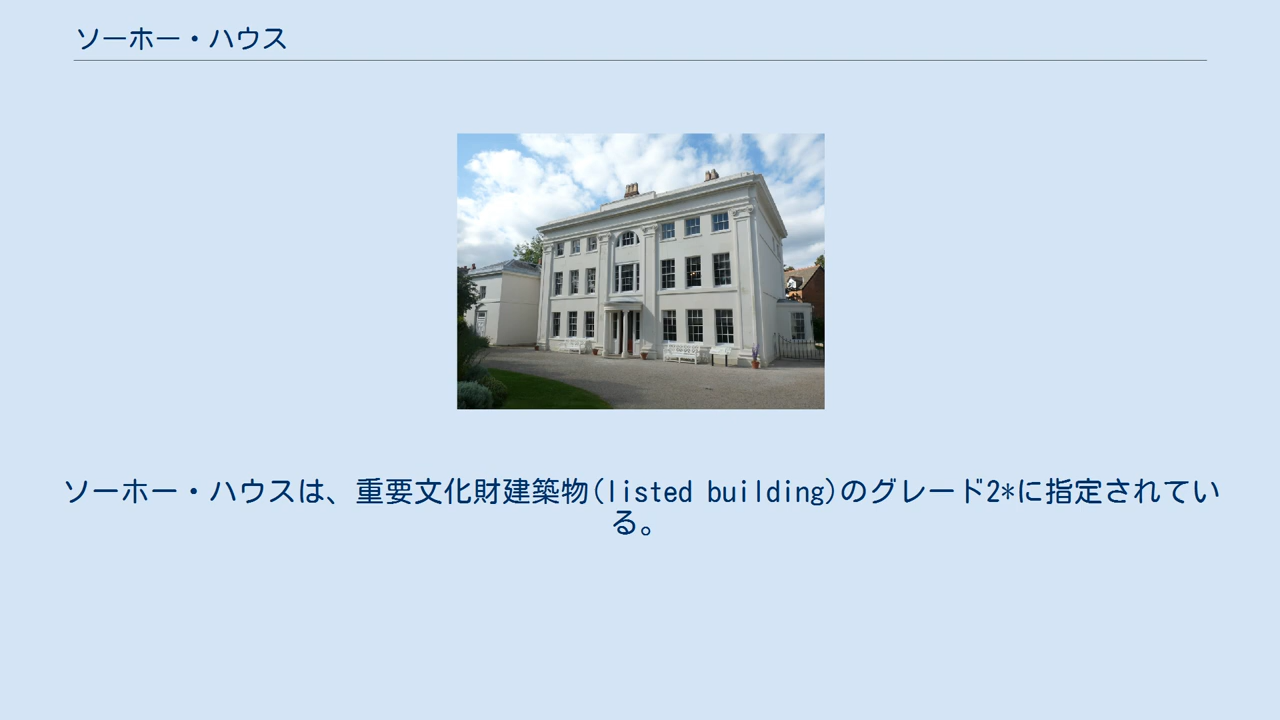 ソーホー・ハウス
ソーホー・ハウスは、重要文化財建築物(listed building)のグレード2*に指定されてい
る。